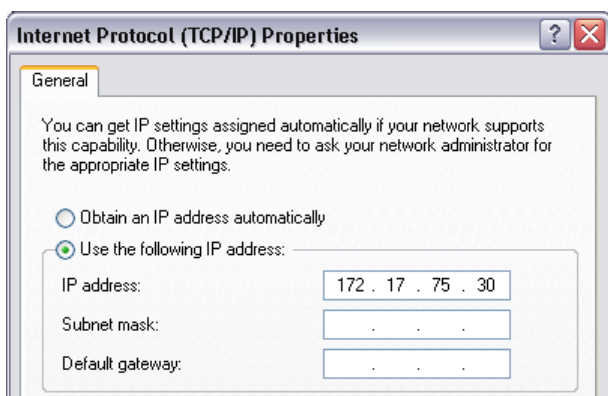 Internet Protocol (TCP/IP) Properties
General
You can get IP settings assigned automatically if your network supports
this capability. Otherwise, you need to ask your network administrator for
the appropriate IP settings.
Obtain an IP address automatically
Use the following IP address:
IP address: 172 . 17 . 75 . 30
Subnet mask: . . .
Default gateway: . . .